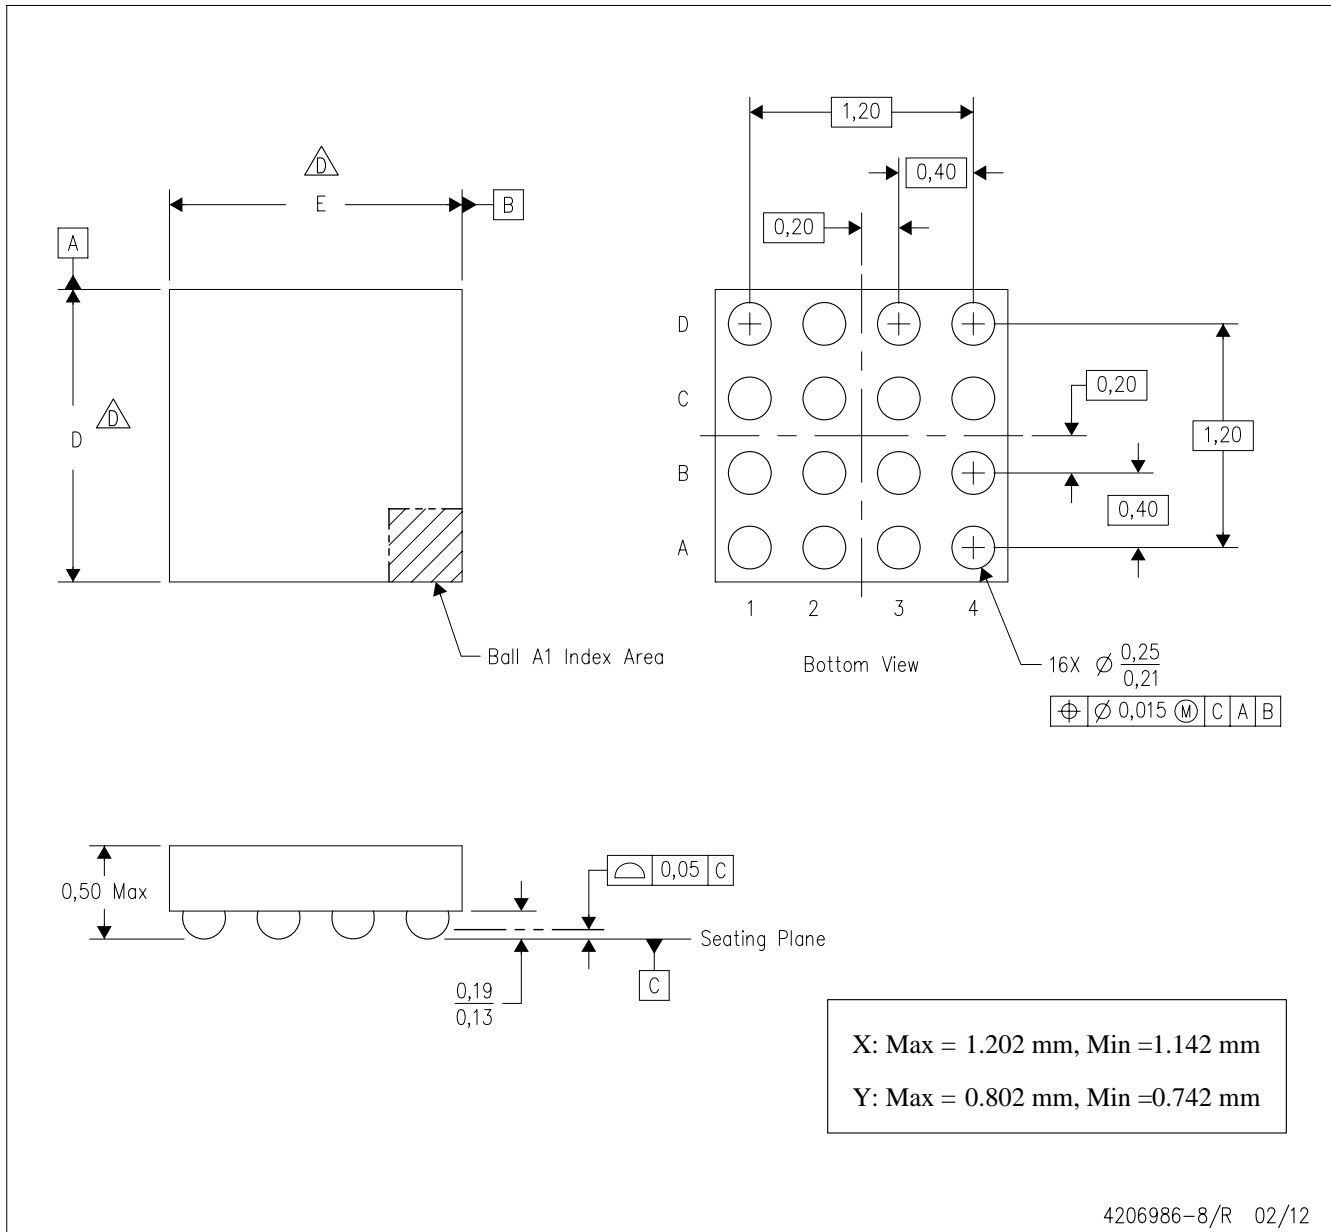 1,20
0,40
0,20
D
E
B
A
D
D
D
C
B
A
1 2 3 4
0,20
1,20
0,40
Ball A1 Index Area
Bottom View
16X Ø 0,25
0,21
⌖ Ø 0,015 Ⓜ C A B
0,50 Max
⌓ 0,05 C
Seating Plane
C
0,19
0,13
X: Max = 1.202 mm, Min =1.142 mm
Y: Max = 0.802 mm, Min =0.742 mm
4206986-8/R 02/12